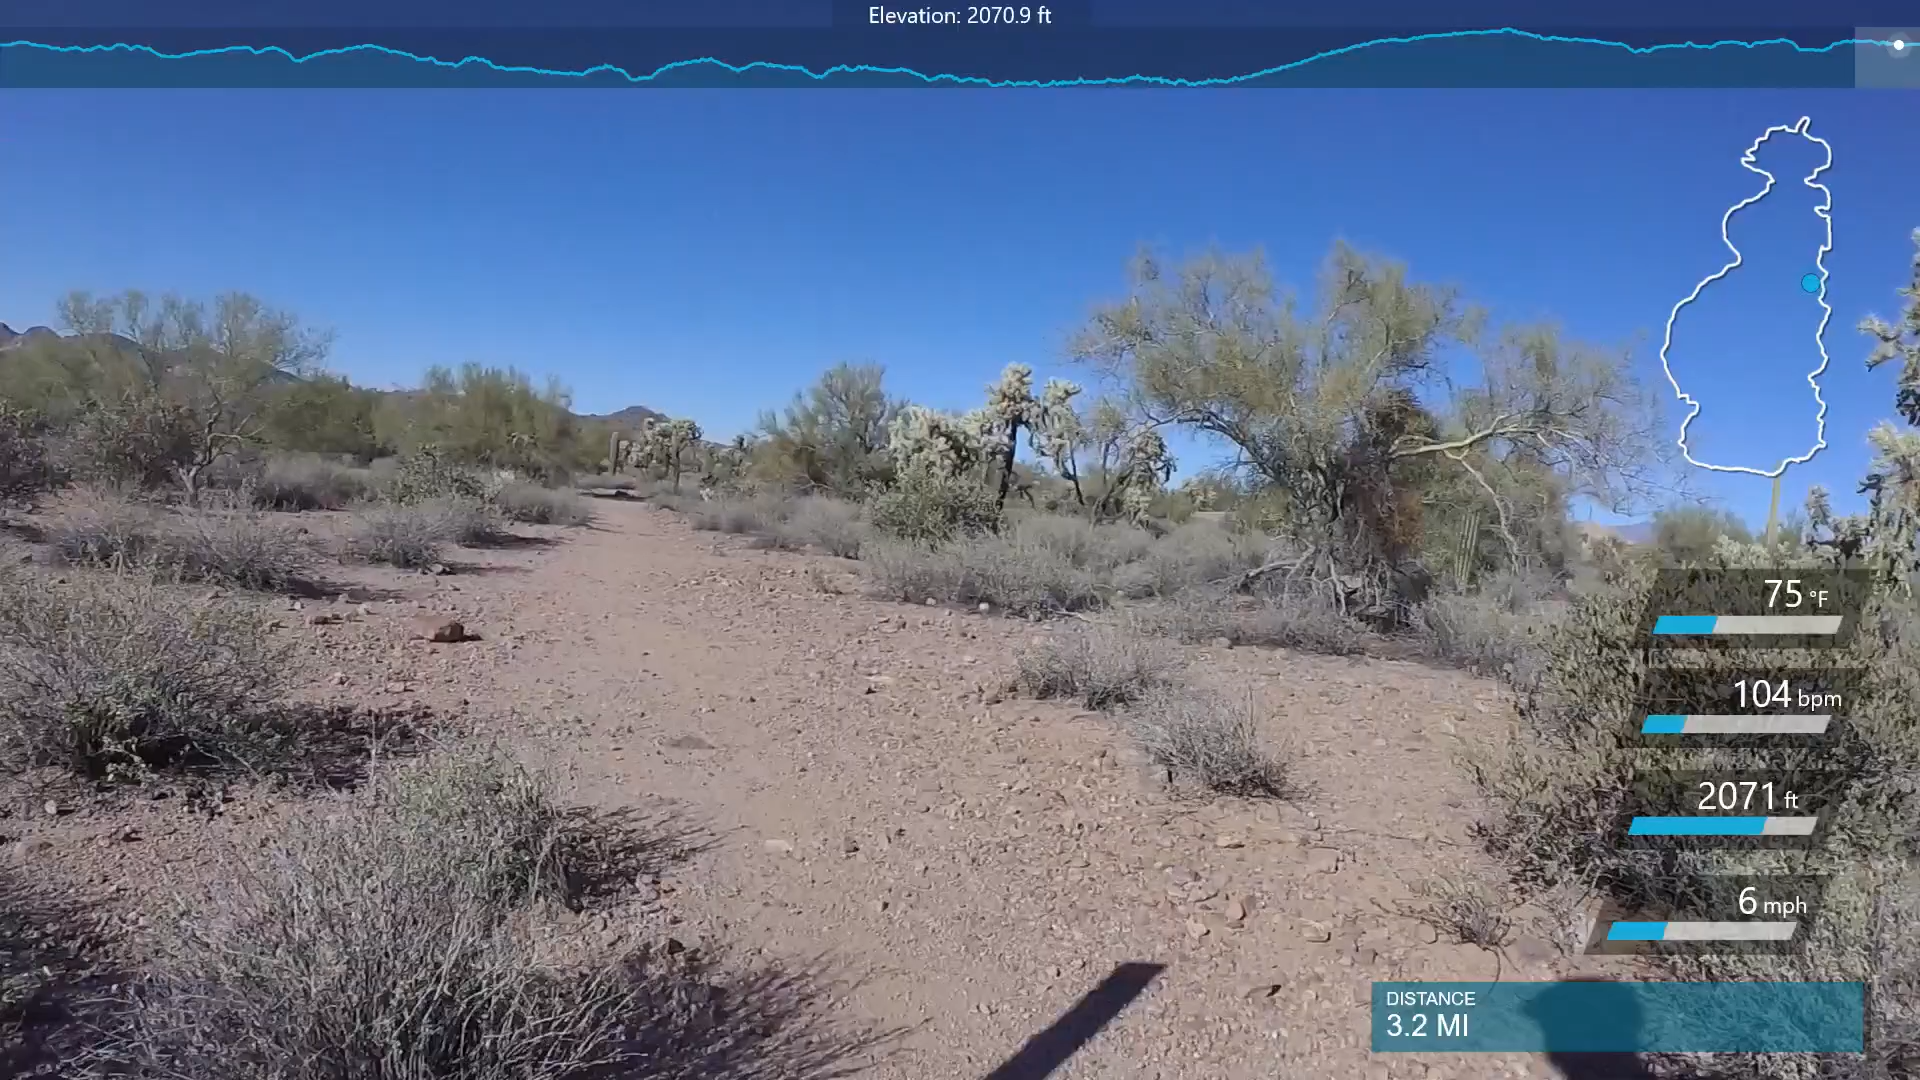 Elevation: 2070.9 ft
75 °F
104 bpm
2071 ft
6 mph
DISTANCE
3.2 MI